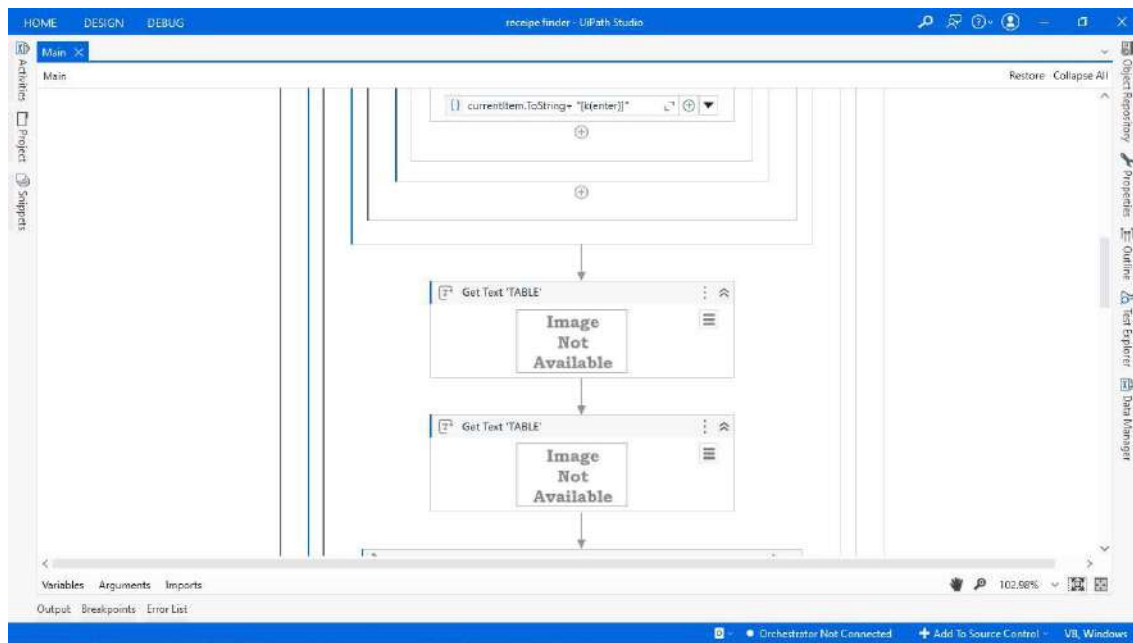 HOME DESIGN DEBUG receipe finder - UiPath Studio
Main
Main Restore Collapse All
Activities
Project
Snippets
currentItem.ToString+ "[k(enter)]"
Get Text 'TABLE'
Image
Not
Available
Get Text 'TABLE'
Image
Not
Available
Object Repository
Properties
Outline
Test Explorer
Data Manager
Variables Arguments Imports 102.98%
Output Breakpoints Error List
Orchestrator Not Connected Add To Source Control VB, Windows